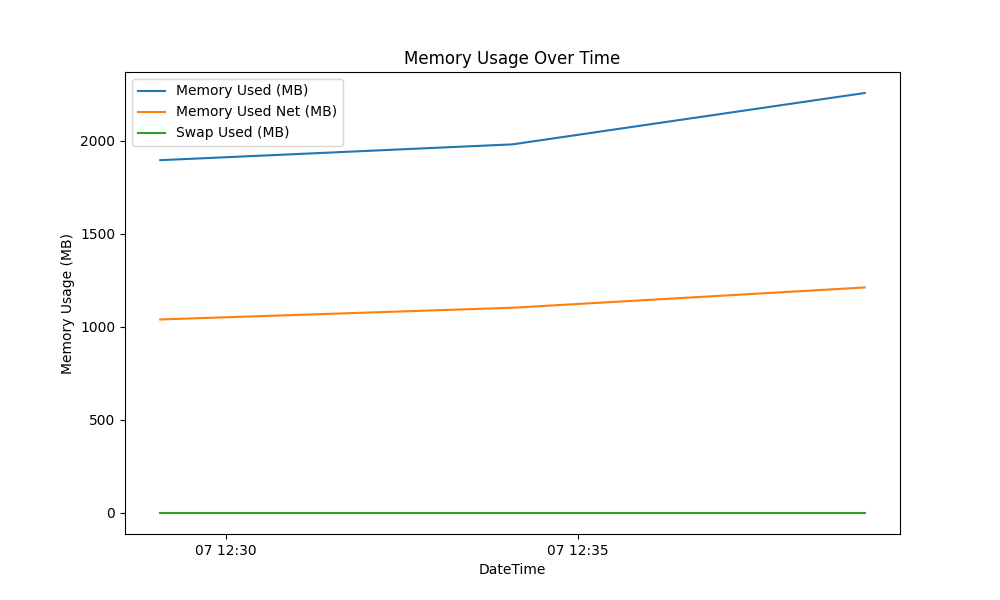 Memory Usage Over Time
Memory Used (MB)
Memory Used Net (MB)
Swap Used (MB)
Memory Usage (MB)
2000
1500
1000
500
0
07 12:30
07 12:35
DateTime